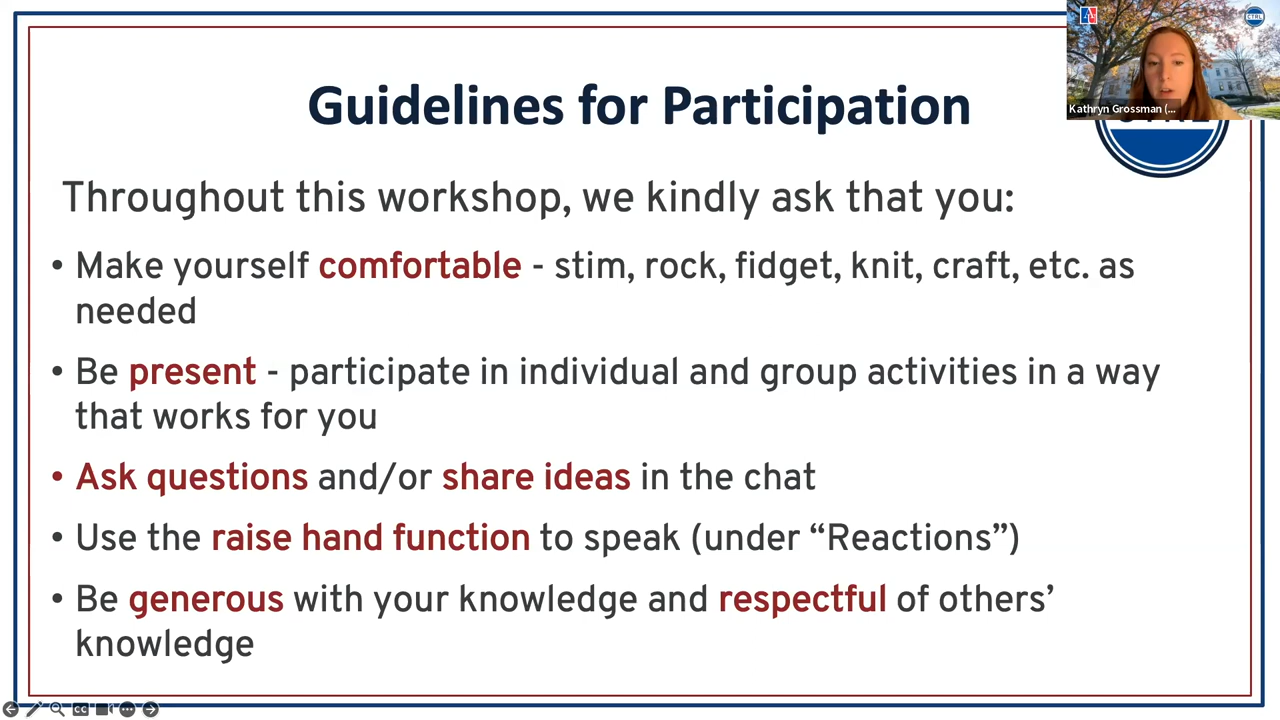 Guidelines for Participation
CTRL
Kathryn Grossman (...
Throughout this workshop, we kindly ask that you:
• Make yourself comfortable - stim, rock, fidget, knit, craft, etc. as
needed
• Be present - participate in individual and group activities in a way
that works for you
• Ask questions and/or share ideas in the chat
• Use the raise hand function to speak (under “Reactions”)
• Be generous with your knowledge and respectful of others’
knowledge
CC